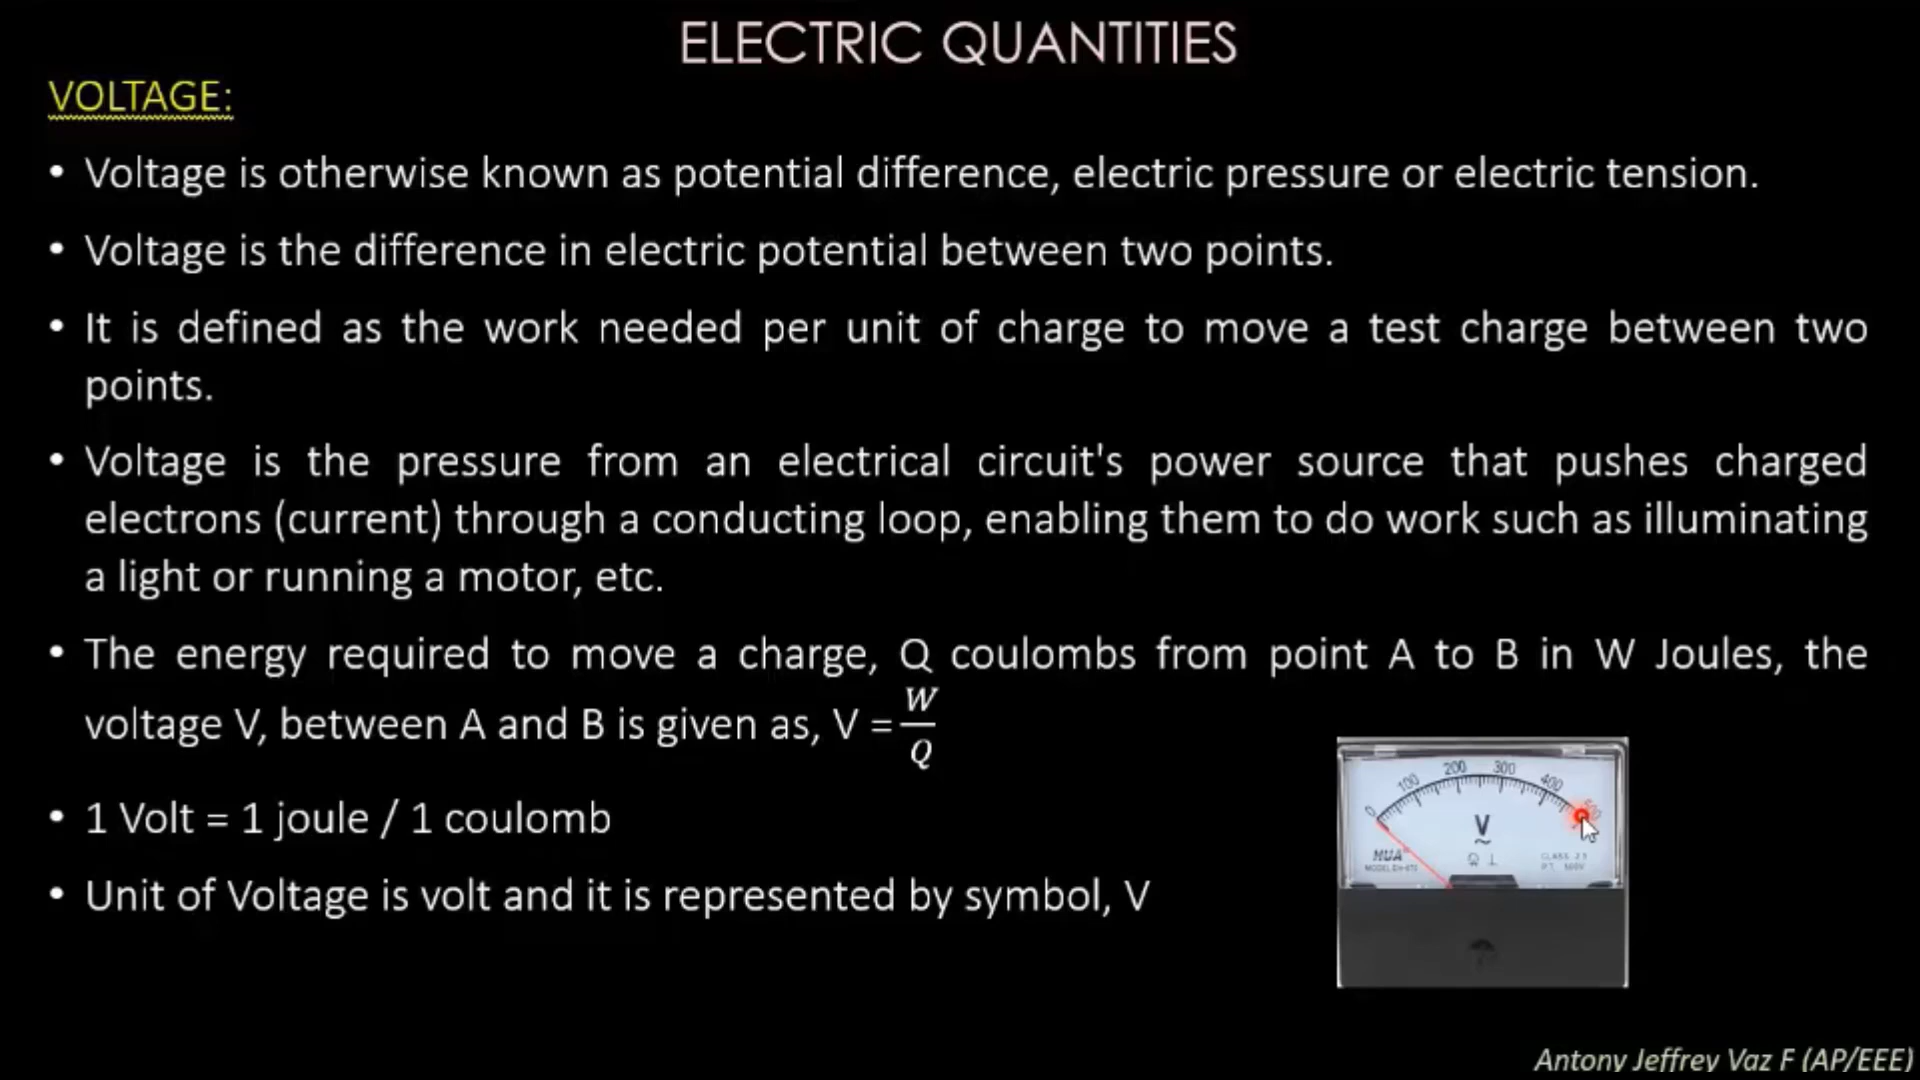 ELECTRIC QUANTITIES
VOLTAGE:
• Voltage is otherwise known as potential difference, electric pressure or electric tension.
• Voltage is the difference in electric potential between two points.
• It is defined as the work needed per unit of charge to move a test charge between two
points.
• Voltage is the pressure from an electrical circuit's power source that pushes charged
electrons (current) through a conducting loop, enabling them to do work such as illuminating
a light or running a motor, etc.
• The energy required to move a charge, Q coulombs from point A to B in W Joules, the
voltage V, between A and B is given as, V = W/Q
• 1 Volt = 1 joule / 1 coulomb
• Unit of Voltage is volt and it is represented by symbol, V
0 100 200 300 400 500
V
~
HUA
CLASS 2.5
Antony Jeffrey Vaz F (AP/EEE)